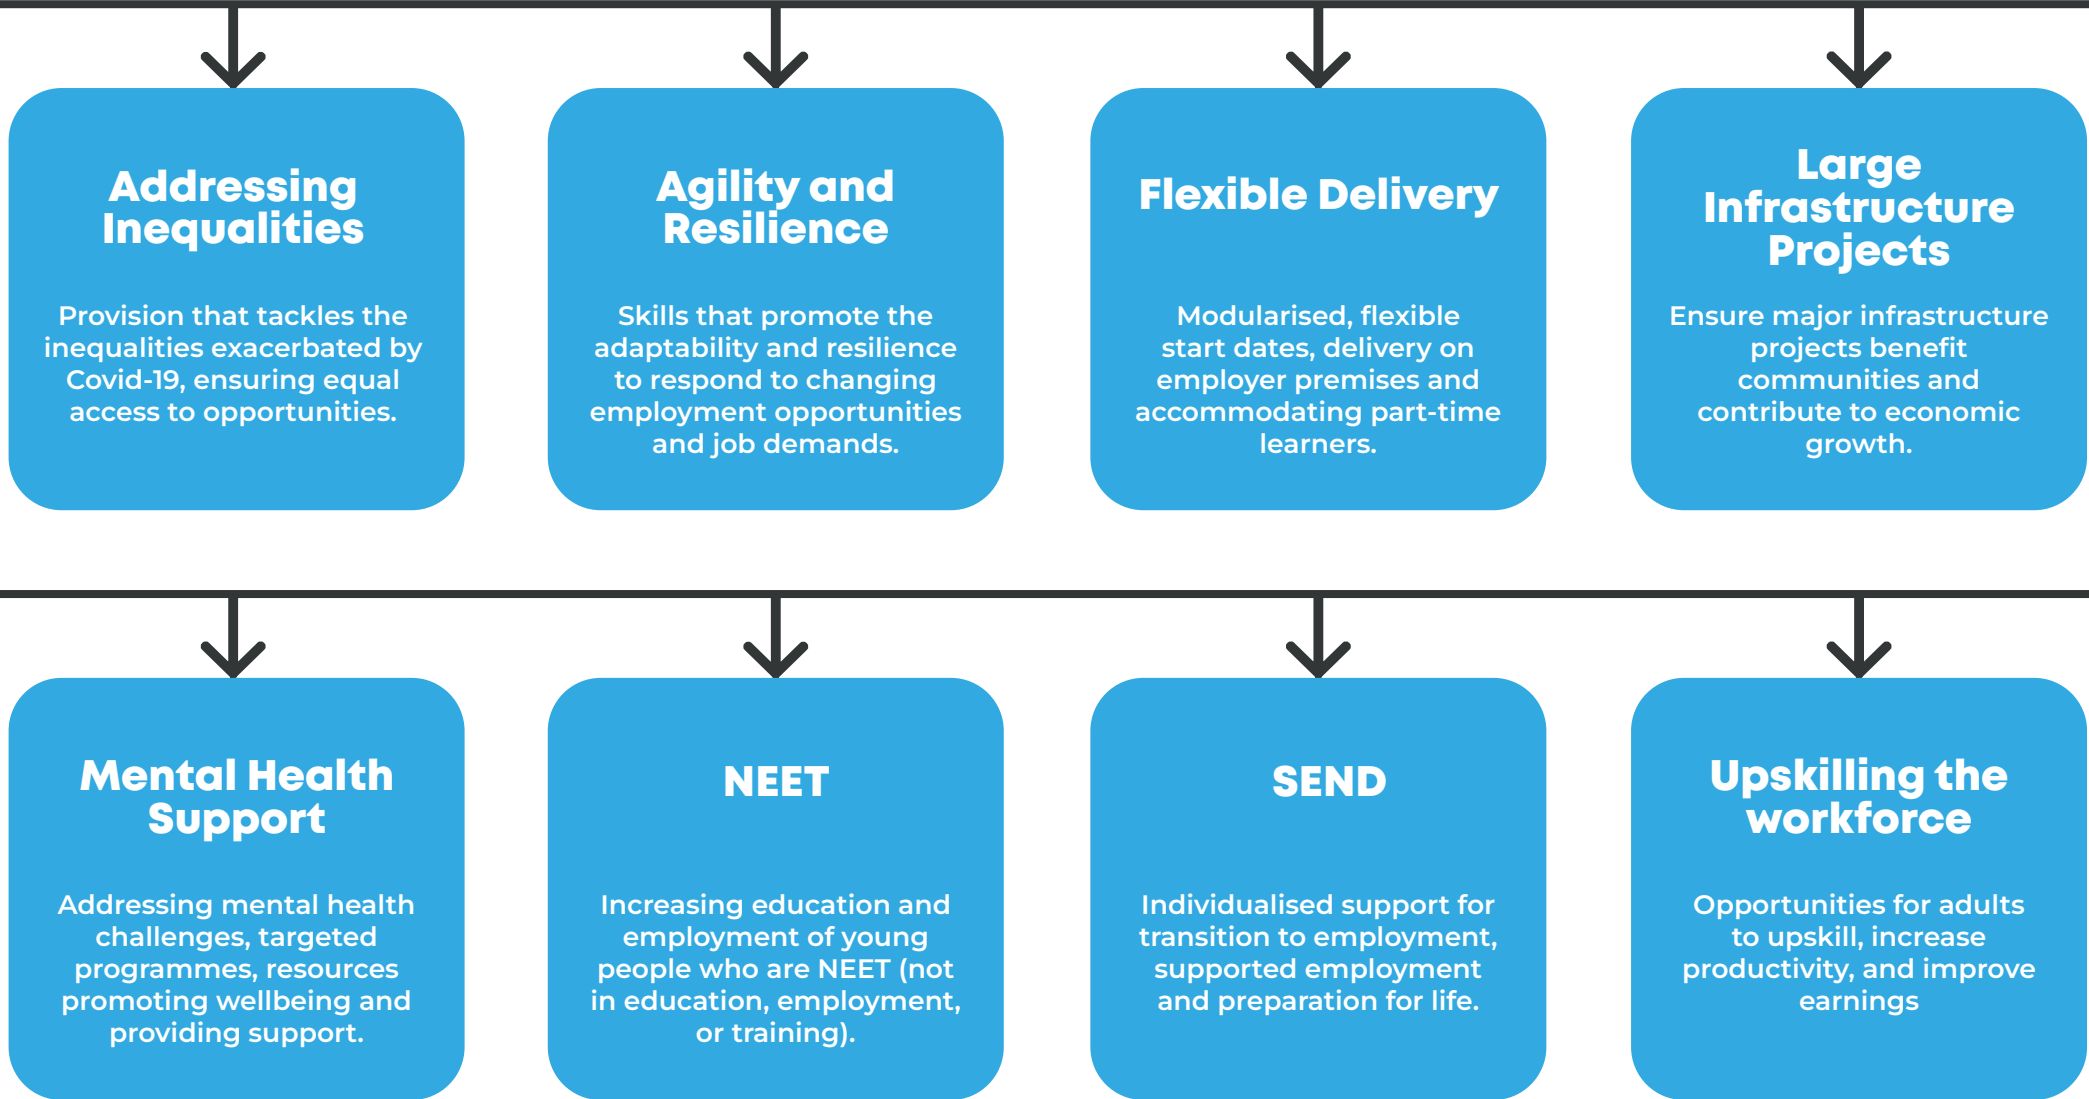 Addressing
Inequalities
Provision that tackles the
inequalities exacerbated by
Covid-19, ensuring equal
access to opportunities.
Agility and
Resilience
Skills that promote the
adaptability and resilience
to respond to changing
employment opportunities
and job demands.
Flexible Delivery
Modularised, flexible
start dates, delivery on
employer premises and
accommodating part-time
learners.
Large
Infrastructure
Projects
Ensure major infrastructure
projects benefit
communities and
contribute to economic
growth.
Mental Health
Support
Addressing mental health
challenges, targeted
programmes, resources
promoting wellbeing and
providing support.
NEET
Increasing education and
employment of young
people who are NEET (not
in education, employment,
or training).
SEND
Individualised support for
transition to employment,
supported employment
and preparation for life.
Upskilling the
workforce
Opportunities for adults
to upskill, increase
productivity, and improve
earnings